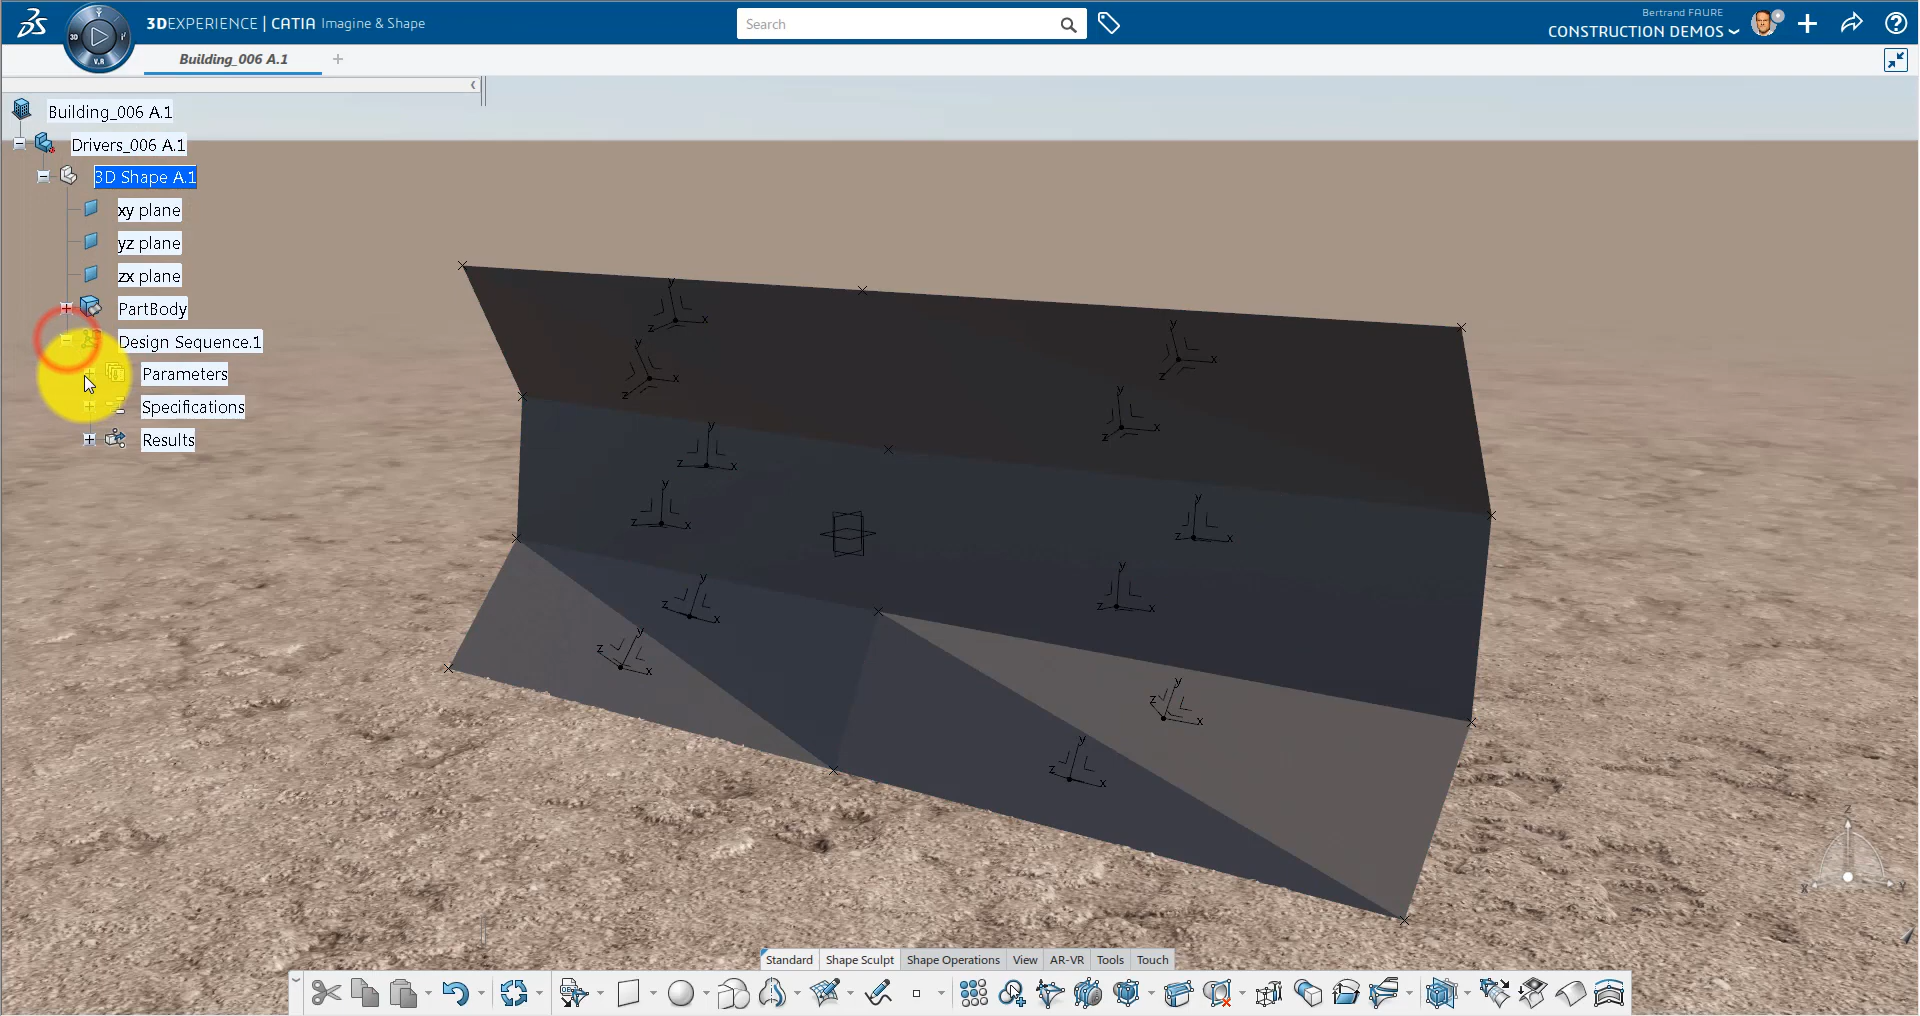 3DEXPERIENCE | CATIA Imagine & Shape
Search
Bertrand FAURE
CONSTRUCTION DEMOS
3D
V.R
Building_006 A.1
Building_006 A.1
Drivers_006 A.1
3D Shape A.1
xy plane
yz plane
zx plane
PartBody
Design Sequence.1
Parameters
Specifications
Results
y
z x
y
z x
y
z x
y
z x
y
z x
y
z x
y
z x
y
z x
y
z x
y
z x
y
z x
y
z x
z
x y
Standard
Shape Sculpt
Shape Operations
View
AR-VR
Tools
Touch